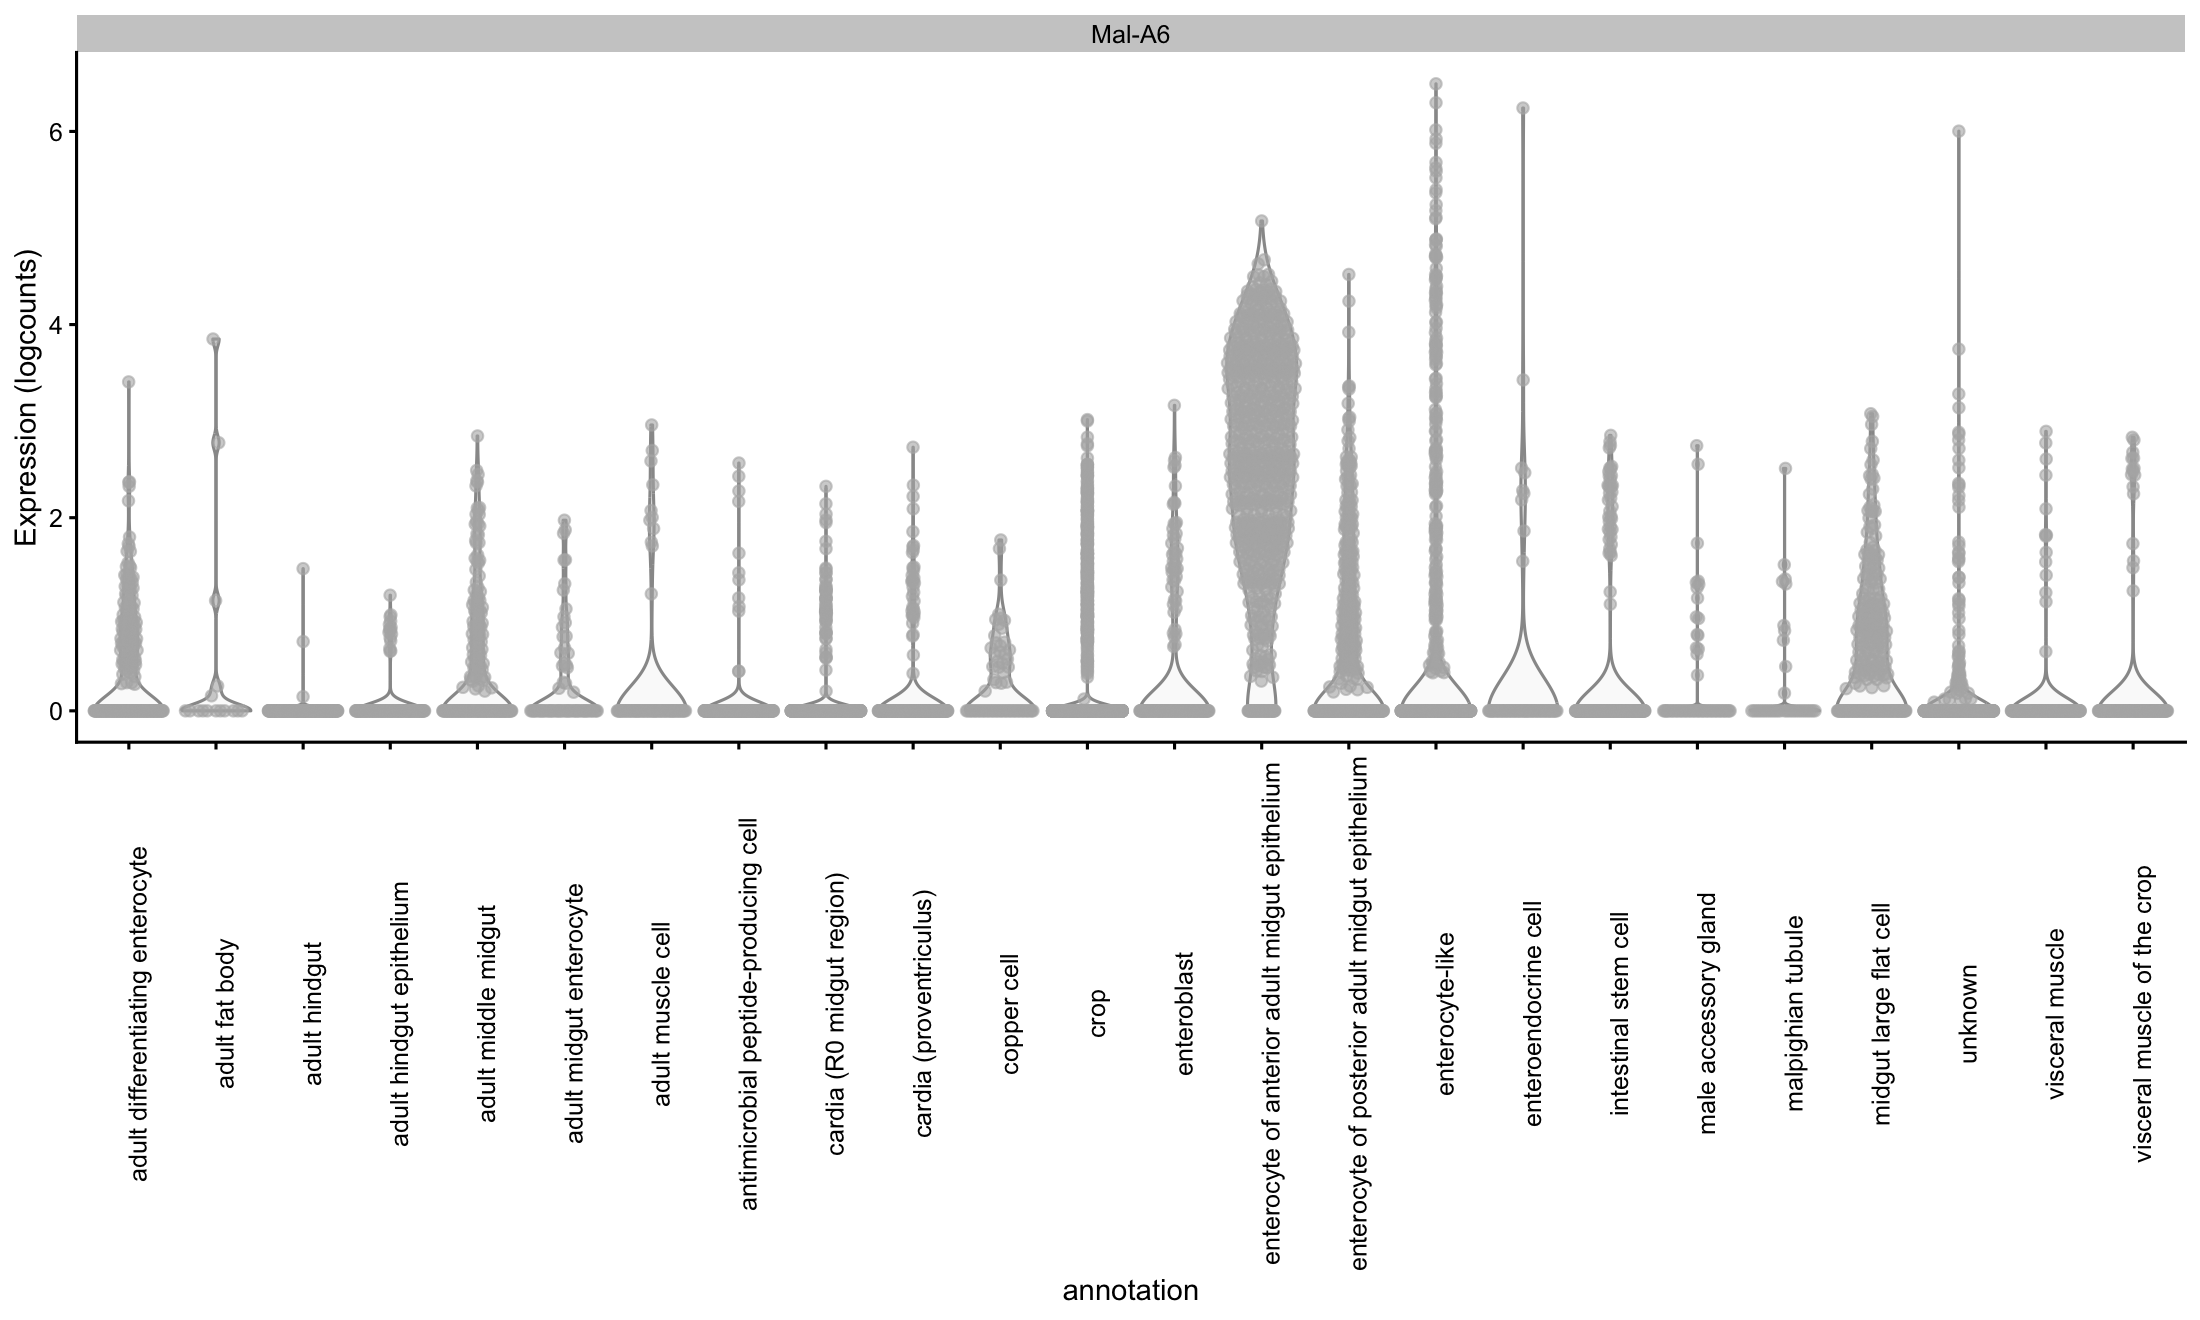 Mal-A6
Expression (logcounts)
6
4
2
0
adult differentiating enterocyte
adult fat body
adult hindgut
adult hindgut epithelium
adult middle midgut
adult midgut enterocyte
adult muscle cell
antimicrobial peptide-producing cell
cardia (R0 midgut region)
cardia (proventriculus)
copper cell
crop
enteroblast
enterocyte of anterior adult midgut epithelium
enterocyte of posterior adult midgut epithelium
enterocyte-like
enteroendocrine cell
intestinal stem cell
male accessory gland
malpighian tubule
midgut large flat cell
unknown
visceral muscle
visceral muscle of the crop
annotation